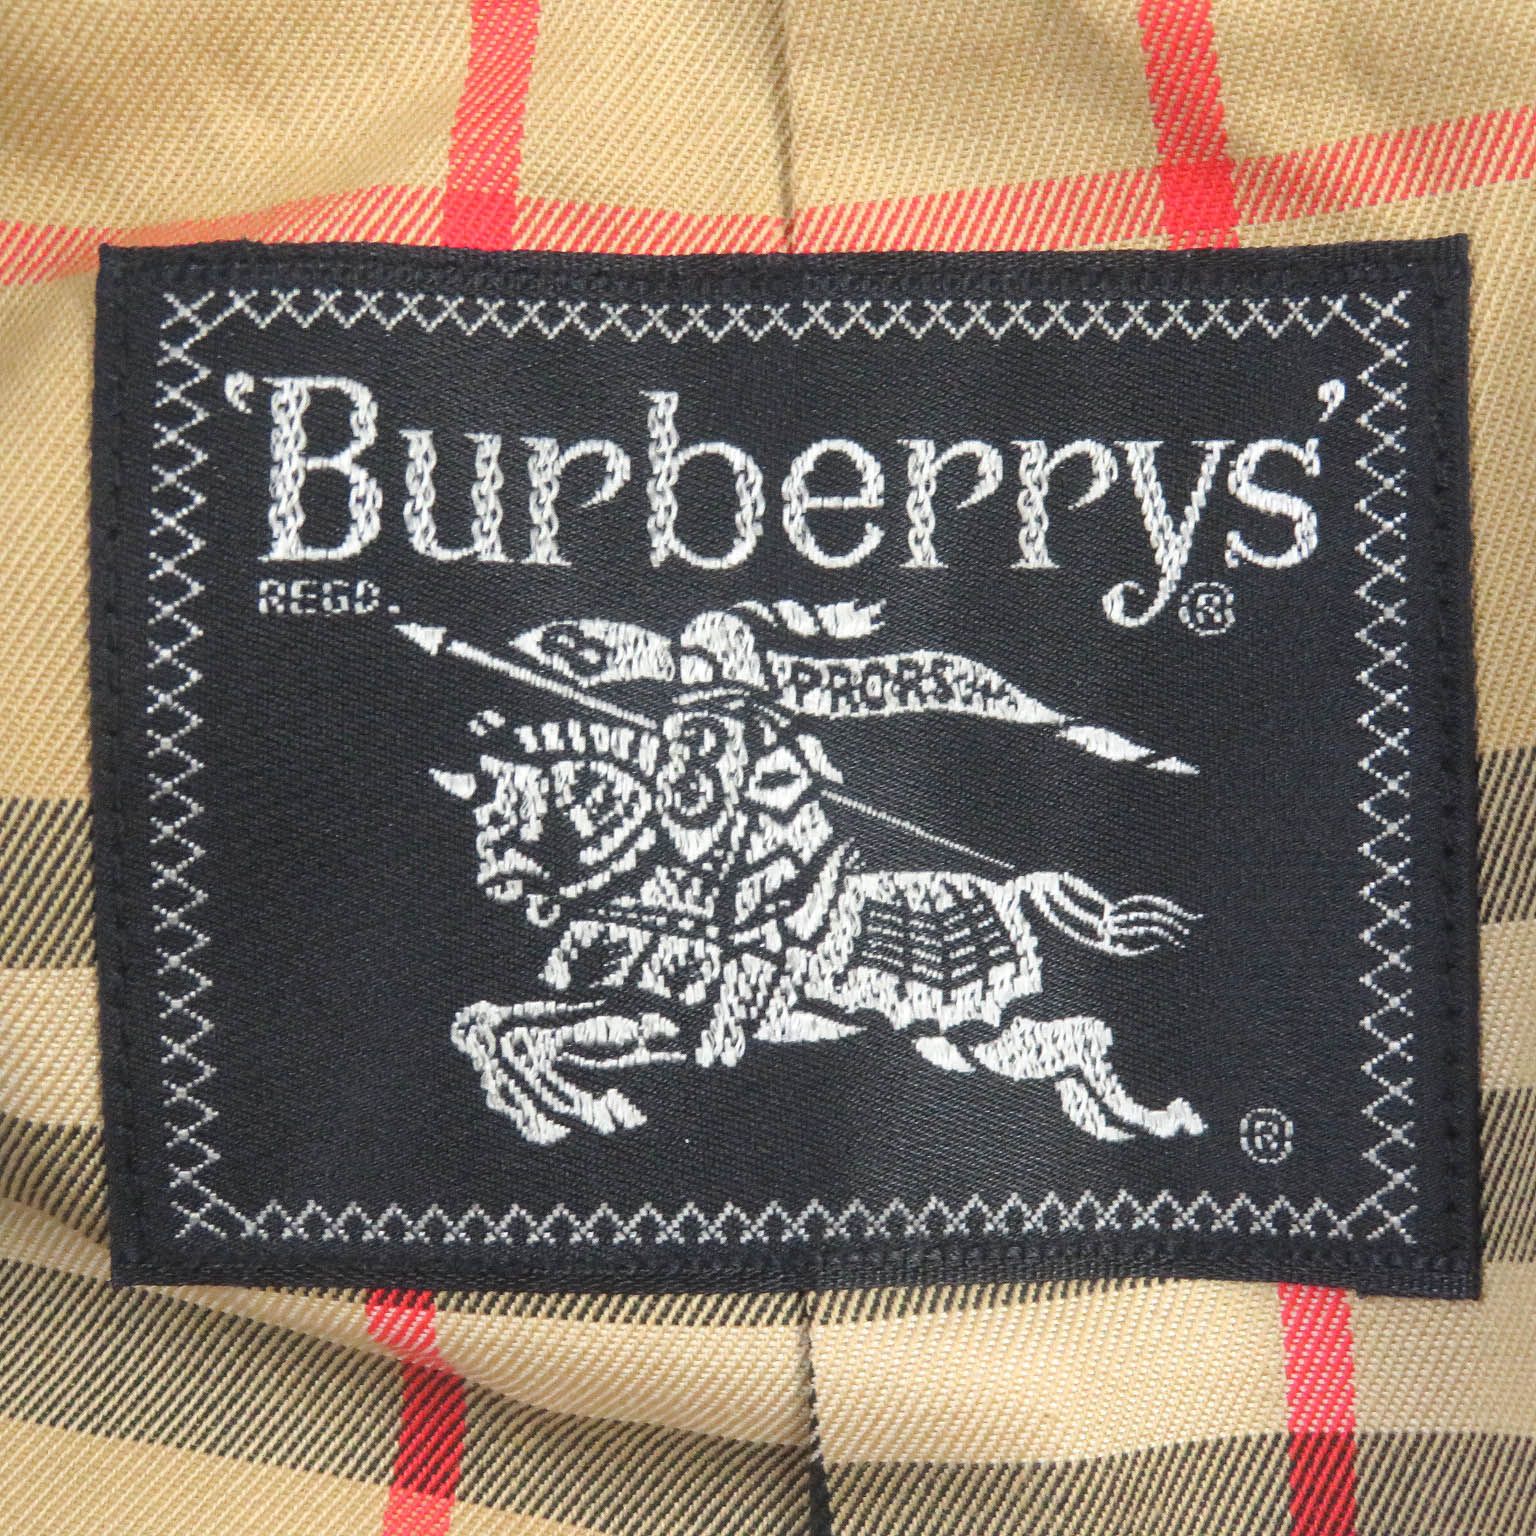 'Burberrys'
REGD. ®
B
PRORSUM
B
®